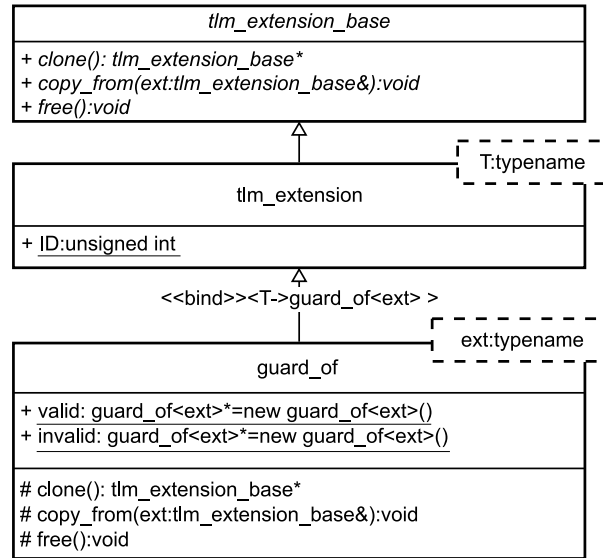 tlm_extension_base
+ clone(): tlm_extension_base*
+ copy_from(ext:tlm_extension_base&):void
+ free():void
T:typename
tlm_extension
+ ID:unsigned int
<<bind>><T->guard_of<ext> >
ext:typename
guard_of
+ valid: guard_of<ext>*=new guard_of<ext>()
+ invalid: guard_of<ext>*=new guard_of<ext>()
# clone(): tlm_extension_base*
# copy_from(ext:tlm_extension_base&):void
# free():void